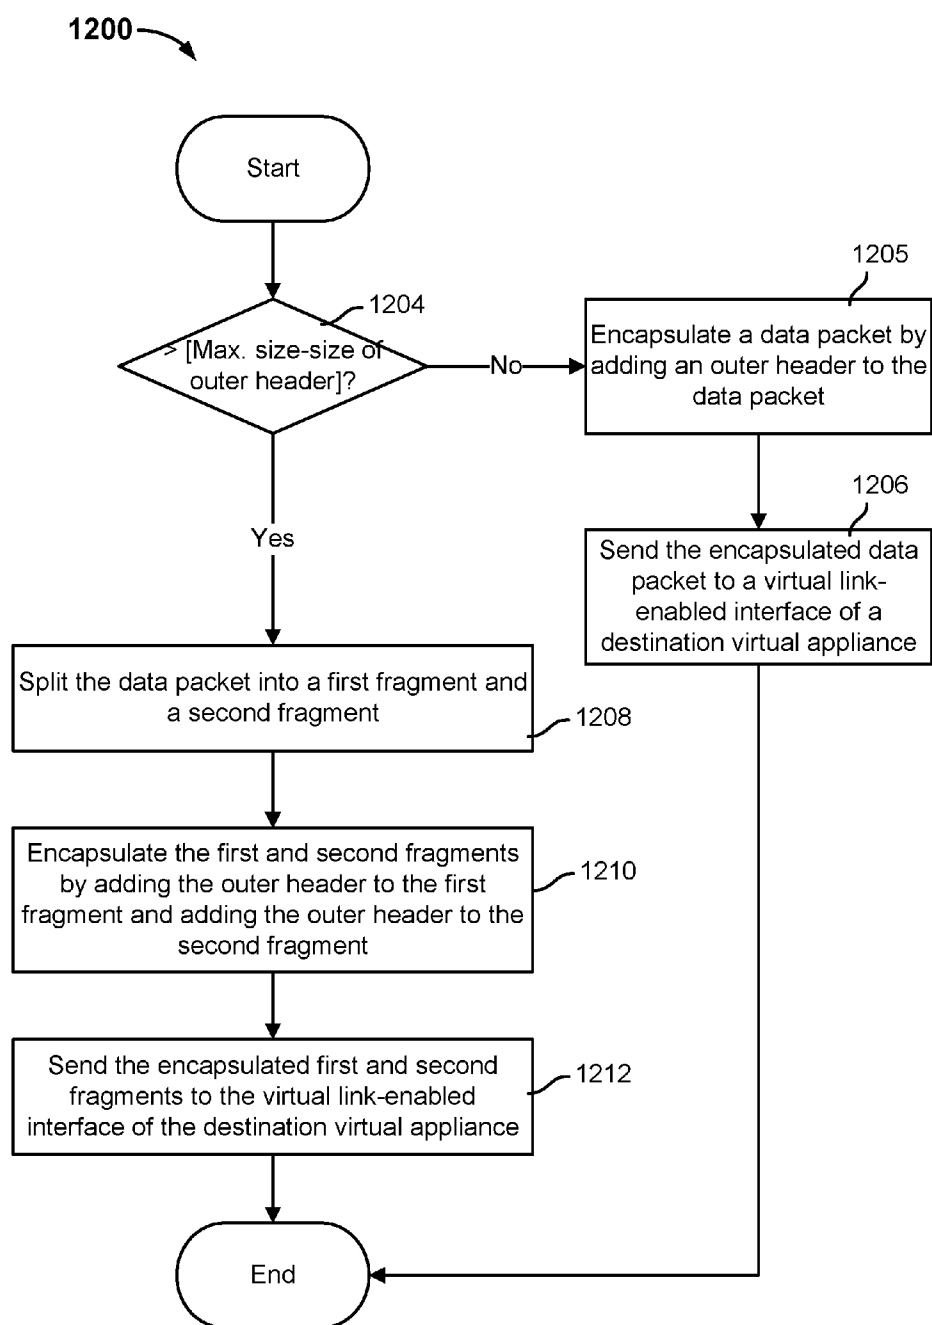 1200
Start
1204
> [Max. size-size of
outer header]?
No
1205
Encapsulate a data packet by
adding an outer header to the
data packet
1206
Send the encapsulated data
packet to a virtual link-
enabled interface of a
destination virtual appliance
Yes
Split the data packet into a first fragment and
a second fragment
1208
Encapsulate the first and second fragments
by adding the outer header to the first
fragment and adding the outer header to the
second fragment
1210
Send the encapsulated first and second
fragments to the virtual link-enabled
interface of the destination virtual appliance
1212
End